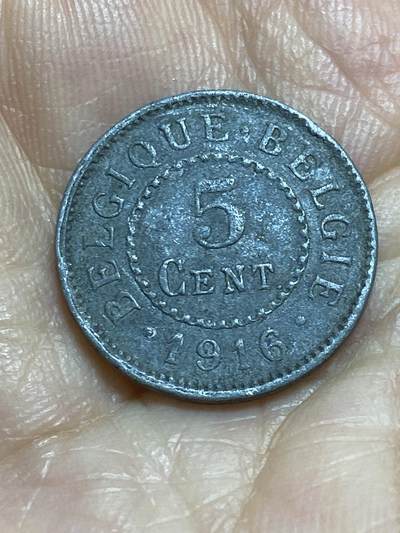 BELGIQUE · BELGIE
5
CENT.
· 1916 ·